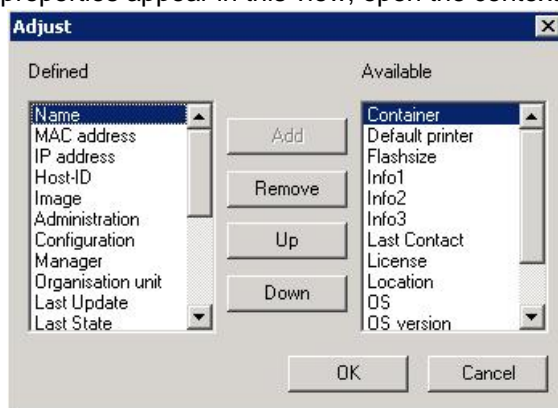 properties appear in this view, open the context
Adjust
Defined
Available
Name
MAC address
IP address
Host-ID
Image
Administration
Configuration
Manager
Organisation unit
Last Update
Last State
Add
Remove
Up
Down
Container
Default printer
Flashsize
Info1
Info2
Info3
Last Contact
License
Location
OS
OS version
OK
Cancel